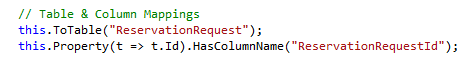 // Table & Column Mappings
this.ToTable("ReservationRequest");
this.Property(t => t.Id).HasColumnName("ReservationRequestId");